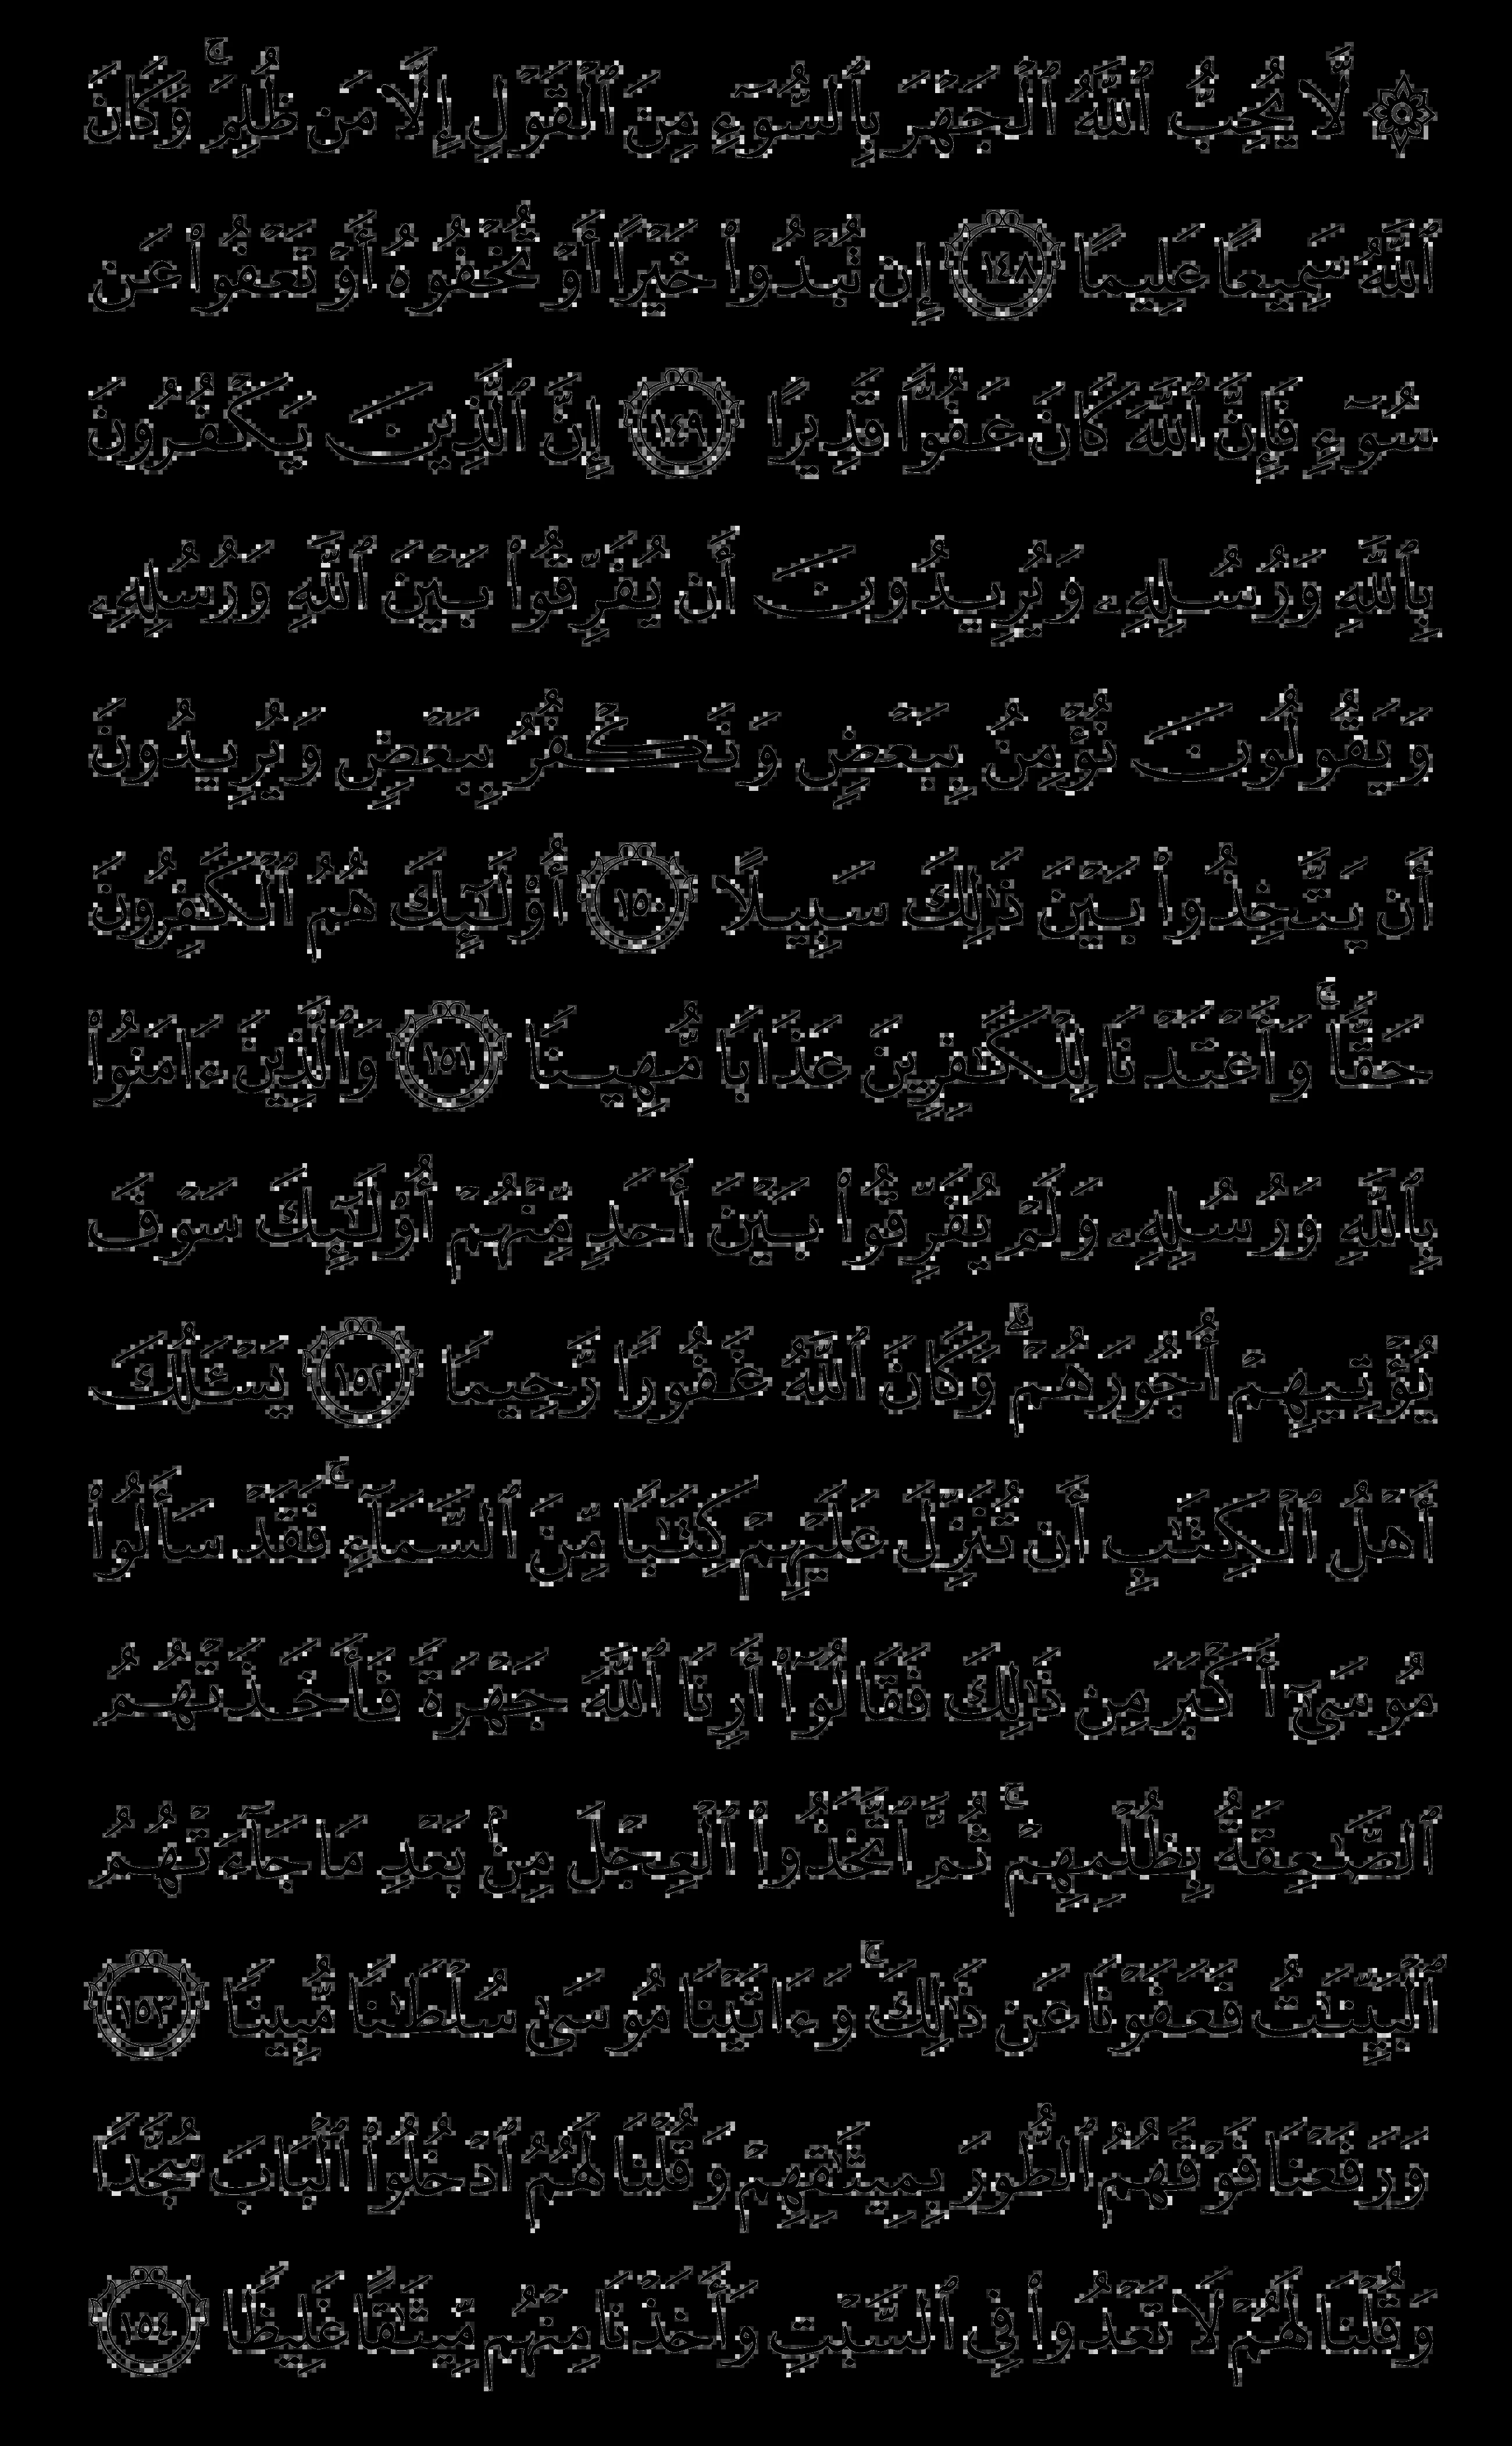 ۞ لَّا يُحِبُّ ٱللَّهُ ٱلْجَهْرَ بِٱلسُّوٓءِ مِنَ ٱلْقَوْلِ إِلَّا مَن ظُلِمَ ۚ وَكَانَ
ٱللَّهُ سَمِيعًا عَلِيمًا ١٤٨ إِن تُبْدُوا۟ خَيْرًا أَوْ تُخْفُوهُ أَوْ تَعْفُوا۟ عَن
سُوٓءٍ فَإِنَّ ٱللَّهَ كَانَ عَفُوًّا قَدِيرًا ١٤٩ إِنَّ ٱلَّذِينَ يَكْفُرُونَ
بِٱللَّهِ وَرُسُلِهِۦ وَيُرِيدُونَ أَن يُفَرِّقُوا۟ بَيْنَ ٱللَّهِ وَرُسُلِهِۦ
وَيَقُولُونَ نُؤْمِنُ بِبَعْضٍ وَنَكْفُرُ بِبَعْضٍ وَيُرِيدُونَ
أَن يَتَّخِذُوا۟ بَيْنَ ذَٰلِكَ سَبِيلًا ١٥٠ أُو۟لَـٰٓئِكَ هُمُ ٱلْكَـٰفِرُونَ
حَقًّا ۚ وَأَعْتَدْنَا لِلْكَـٰفِرِينَ عَذَابًا مُّهِينًا ١٥١ وَٱلَّذِينَ ءَامَنُوا۟
بِٱللَّهِ وَرُسُلِهِۦ وَلَمْ يُفَرِّقُوا۟ بَيْنَ أَحَدٍ مِّنْهُمْ أُو۟لَـٰٓئِكَ سَوْفَ
يُؤْتِيهِمْ أُجُورَهُمْ ۗ وَكَانَ ٱللَّهُ غَفُورًا رَّحِيمًا ١٥٢ يَسْـَٔلُكَ
أَهْلُ ٱلْكِتَـٰبِ أَن تُنَزِّلَ عَلَيْهِمْ كِتَـٰبًا مِّنَ ٱلسَّمَآءِ ۚ فَقَدْ سَأَلُوا۟
مُوسَىٰٓ أَكْبَرَ مِن ذَٰلِكَ فَقَالُوٓا۟ أَرِنَا ٱللَّهَ جَهْرَةً فَأَخَذَتْهُمُ
ٱلصَّـٰعِقَةُ بِظُلْمِهِمْ ۚ ثُمَّ ٱتَّخَذُوا۟ ٱلْعِجْلَ مِنۢ بَعْدِ مَا جَآءَتْهُمُ
ٱلْبَيِّنَـٰتُ فَعَفَوْنَا عَن ذَٰلِكَ ۚ وَءَاتَيْنَا مُوسَىٰ سُلْطَـٰنًا مُّبِينًا ١٥٣
وَرَفَعْنَا فَوْقَهُمُ ٱلطُّورَ بِمِيثَـٰقِهِمْ وَقُلْنَا لَهُمُ ٱدْخُلُوا۟ ٱلْبَابَ سُجَّدًا
وَقُلْنَا لَهُمْ لَا تَعْدُوا۟ فِى ٱلسَّبْتِ وَأَخَذْنَا مِنْهُم مِّيثَـٰقًا غَلِيظًا ١٥٤